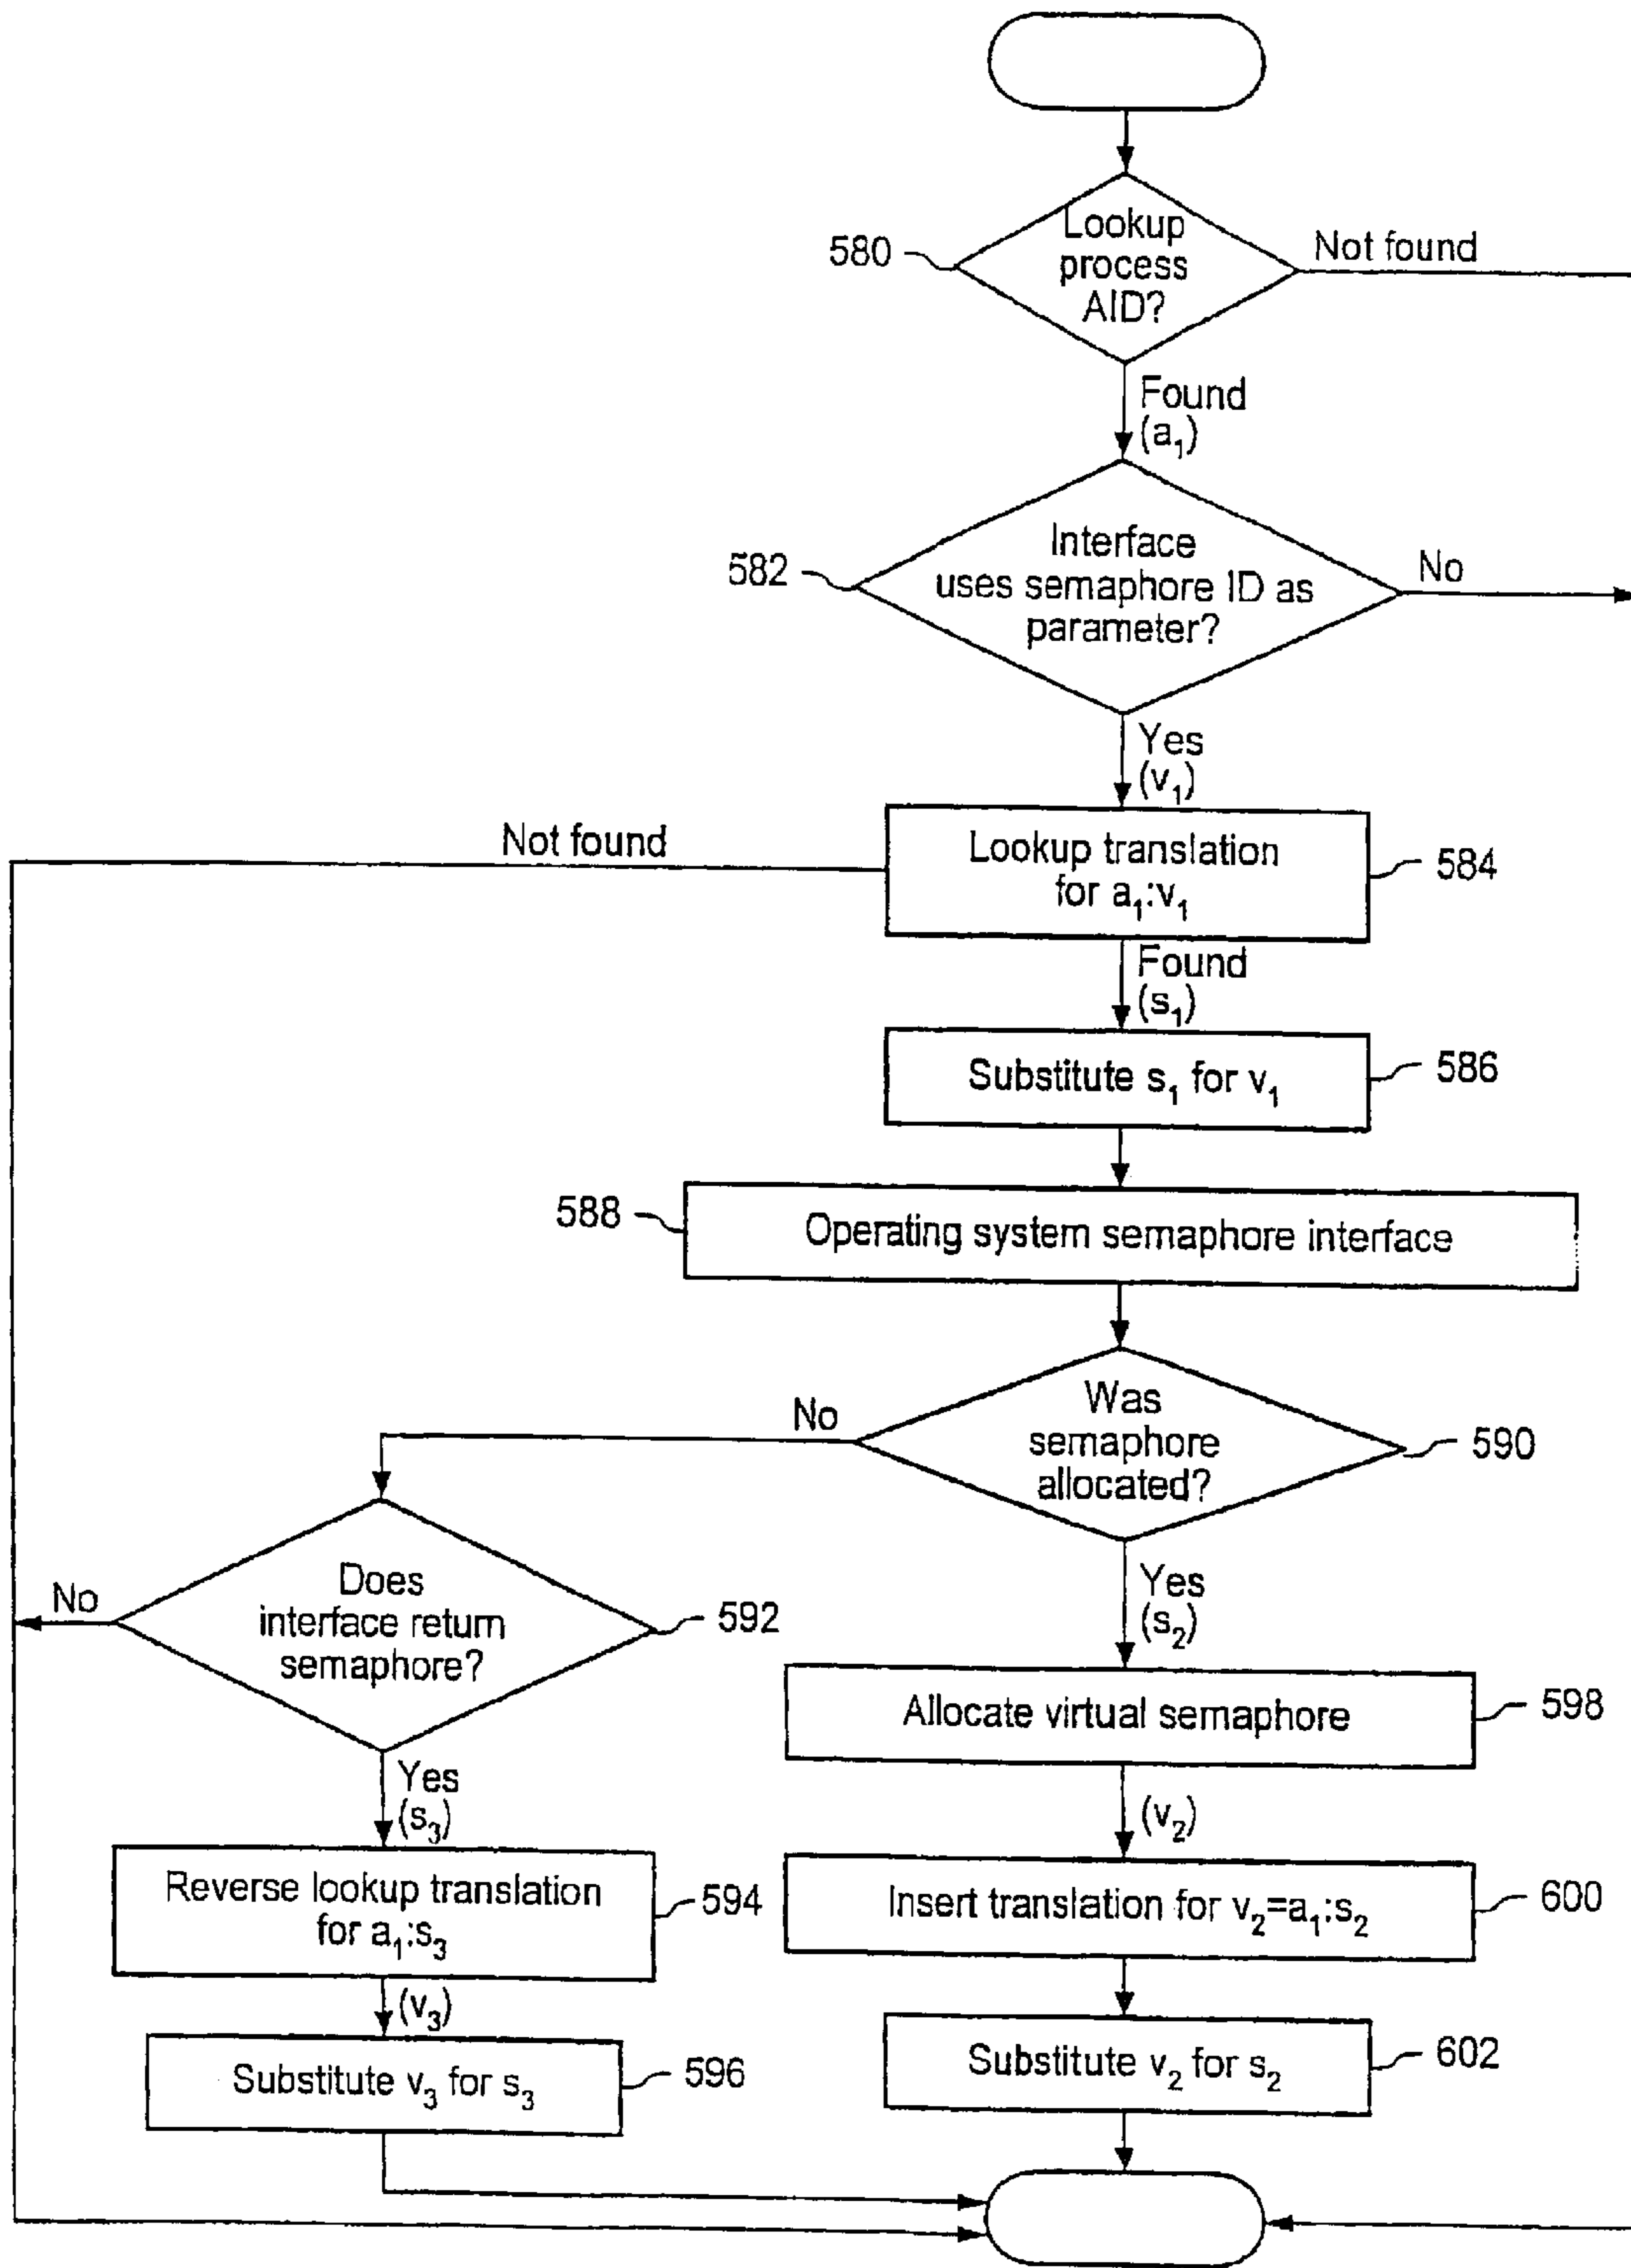 Lookup
process
AID?
580
Not found
Found
(a₁)
Interface
uses semaphore ID as
parameter?
582
No
Yes
(v₁)
Not found
Lookup translation
for a₁:v₁
584
Found
(s₁)
Substitute s₁ for v₁
586
588
Operating system semaphore interface
No
Was
semaphore
allocated?
590
No
Does
interface return
semaphore?
592
Yes
(s₂)
Allocate virtual semaphore
598
Yes
(s₃)
(v₂)
Reverse lookup translation
for a₁:s₃
594
Insert translation for v₂=a₁:s₂
600
(v₃)
Substitute v₃ for s₃
596
Substitute v₂ for s₂
602